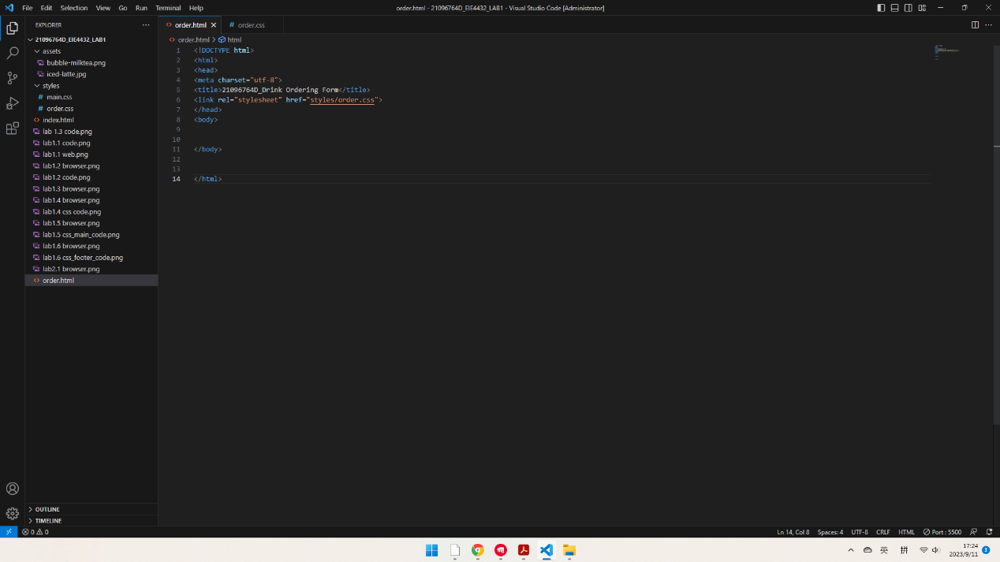 File Edit Selection View Go Run Terminal Help
order.html - 21096764D_EIE4432_LAB1 - Visual Studio Code [Administrator]
EXPLORER
21096764D_EIE4432_LAB1
assets
bubble-milktea.png
iced-latte.jpg
styles
# main.css
# order.css
<> index.html
lab 1.3 code.png
lab1.1 code.png
lab1.1 web.png
lab1.2 browser.png
lab1.2 code.png
lab1.3 browser.png
lab1.4 browser.png
lab1.4 css code.png
lab1.5 browser.png
lab1.5 css_main_code.png
lab1.6 browser.png
lab1.6 css_footer_code.png
lab2.1 browser.png
<> order.html
OUTLINE
TIMELINE
<> order.html # order.css
<> order.html > html
1 <!DOCTYPE html>
2 <html>
3 <head>
4 <meta charset="utf-8">
5 <title>21096764D_Drink Ordering Form</title>
6 <link rel="stylesheet" href="styles/order.css">
7 </head>
8 <body>
9
10
11 </body>
12
13
14 </html>
0 0
Ln 14, Col 8 Spaces: 4 UTF-8 CRLF HTML Port : 5500
英 拼
17:24
2023/9/11
3